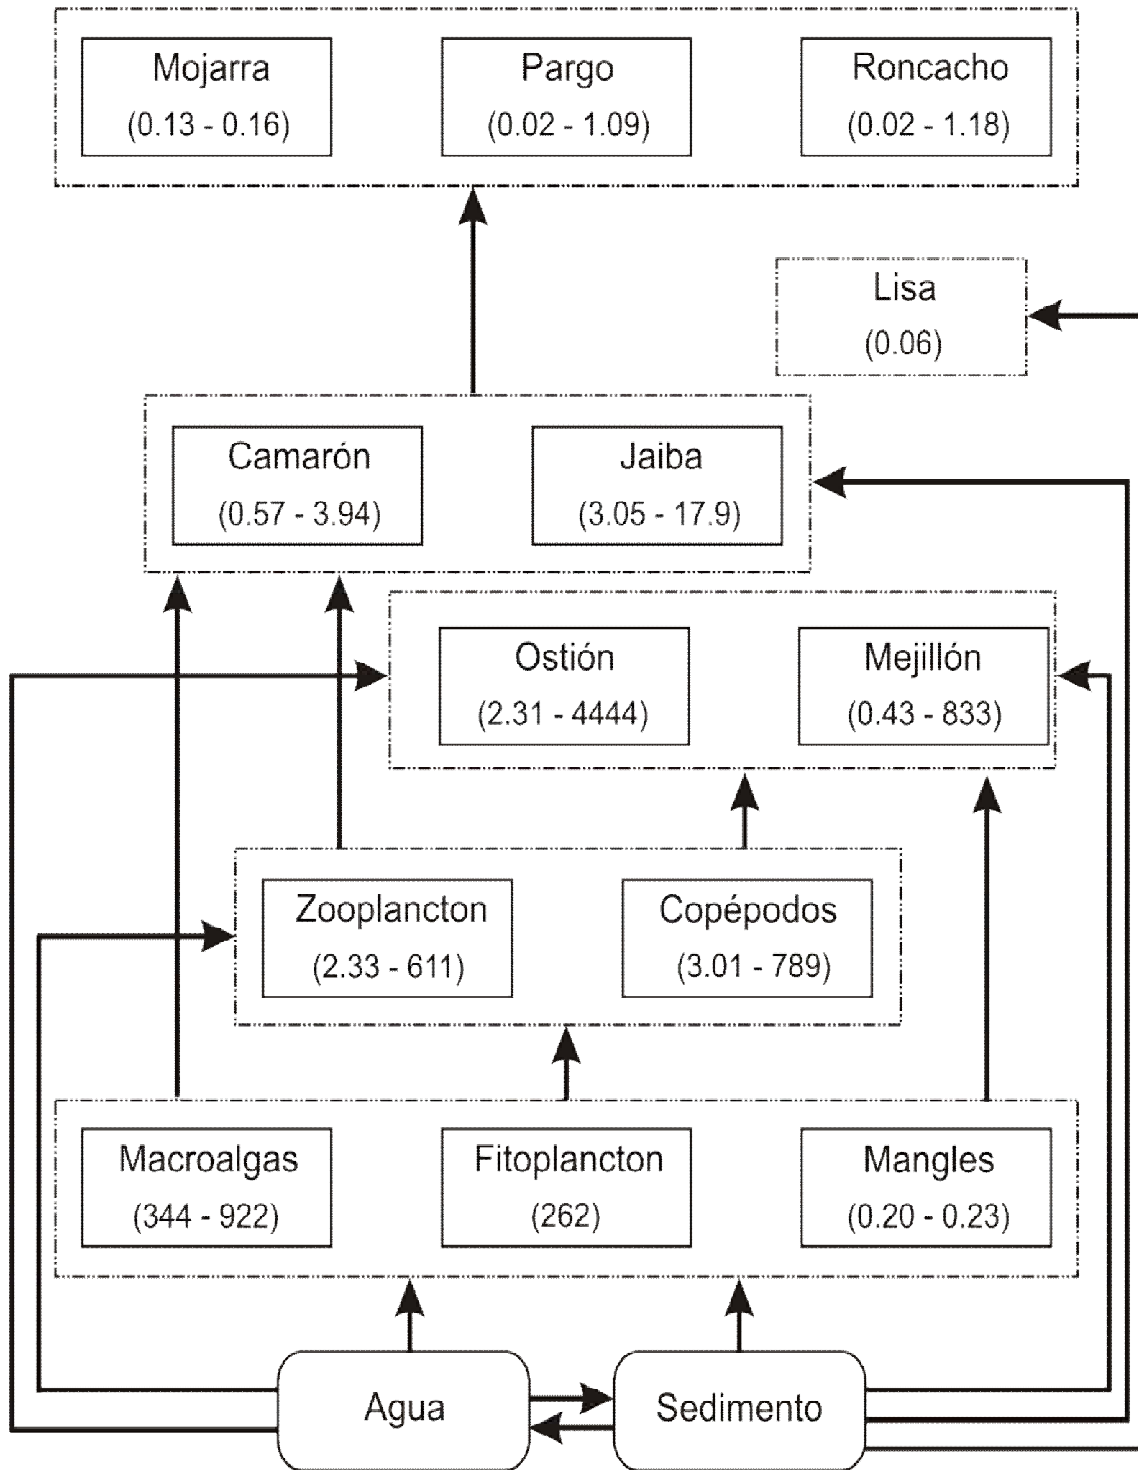 Mojarra
(0.13 - 0.16)
Pargo
(0.02 - 1.09)
Roncacho
(0.02 - 1.18)
Lisa
(0.06)
Camarón
(0.57 - 3.94)
Jaiba
(3.05 - 17.9)
Ostión
(2.31 - 4444)
Mejillón
(0.43 - 833)
Zooplancton
(2.33 - 611)
Copépodos
(3.01 - 789)
Macroalgas
(344 - 922)
Fitoplancton
(262)
Mangles
(0.20 - 0.23)
Agua
Sedimento